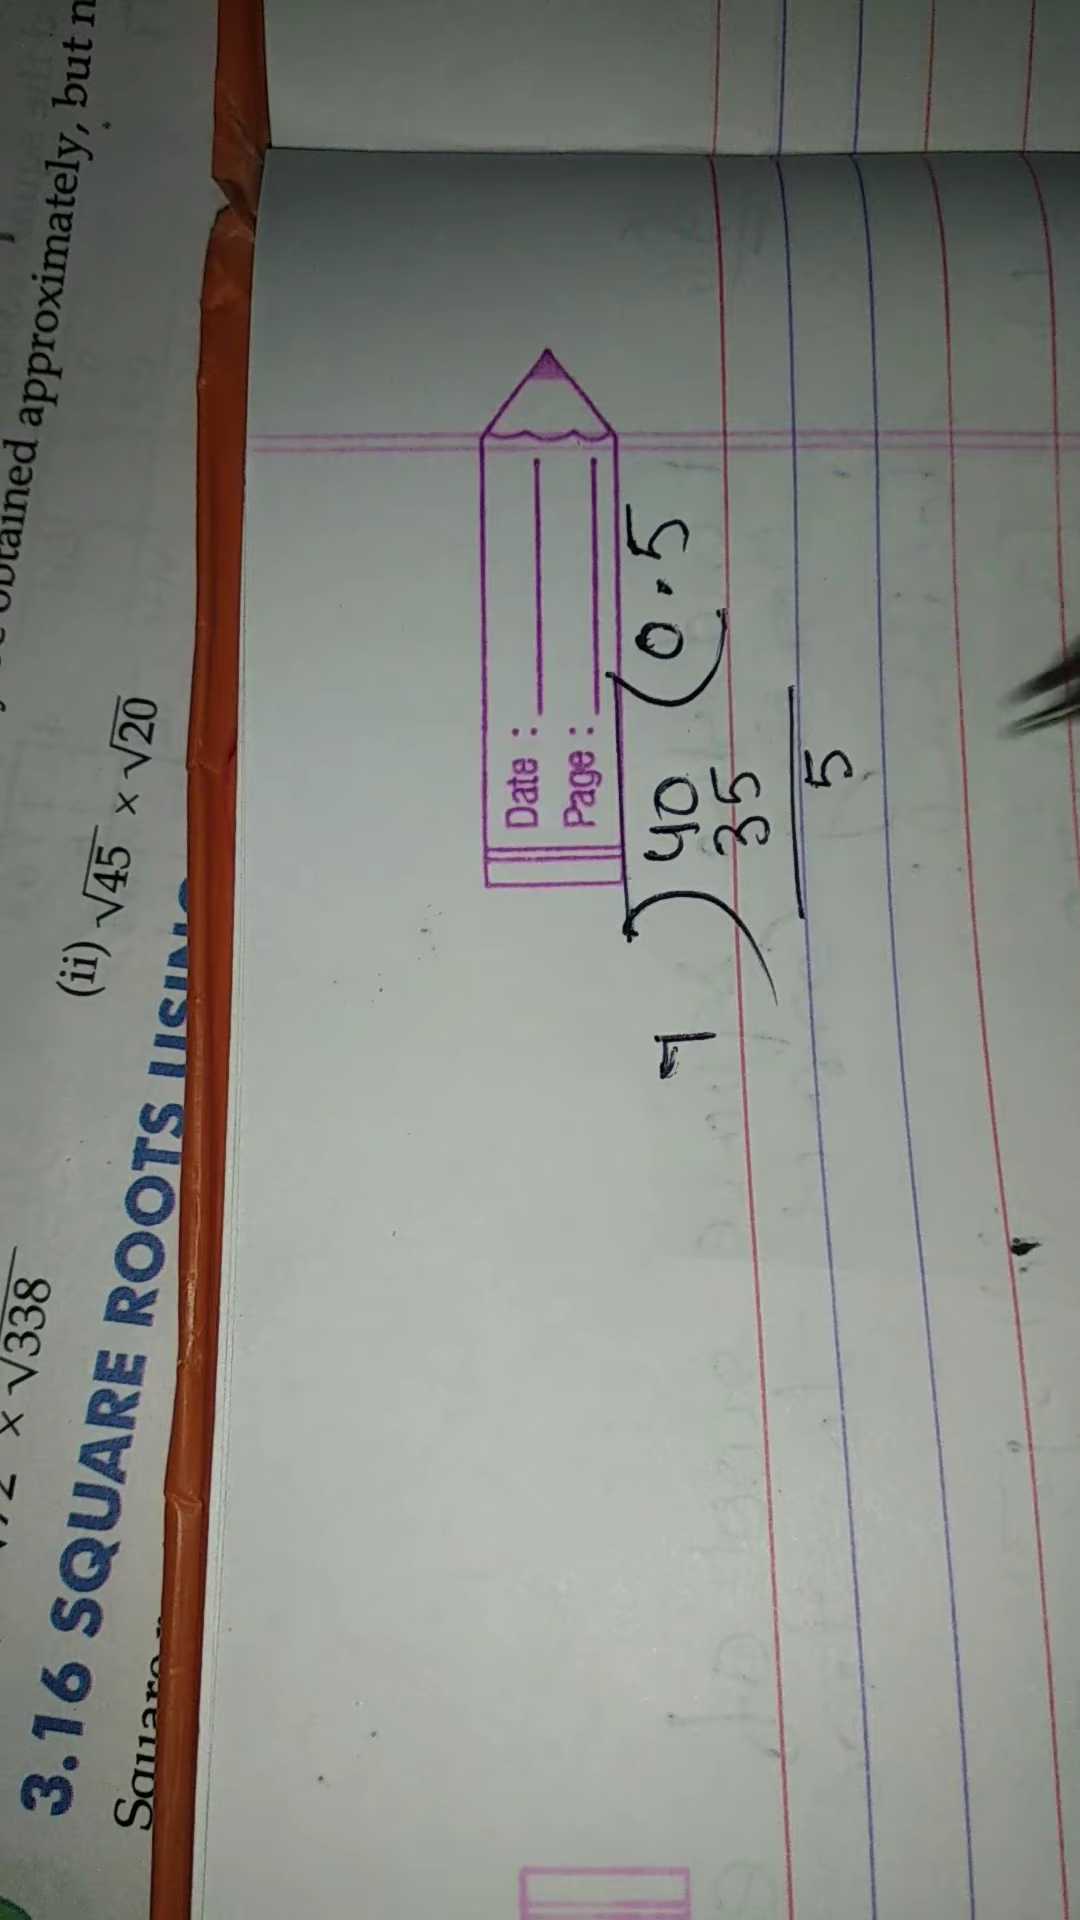 obtained approximately, but n
× √338
(ii) √45 × √20
3.16 SQUARE ROOTS USING
Square
Date :
Page :
7 ) 40 ( 0.5
35
5